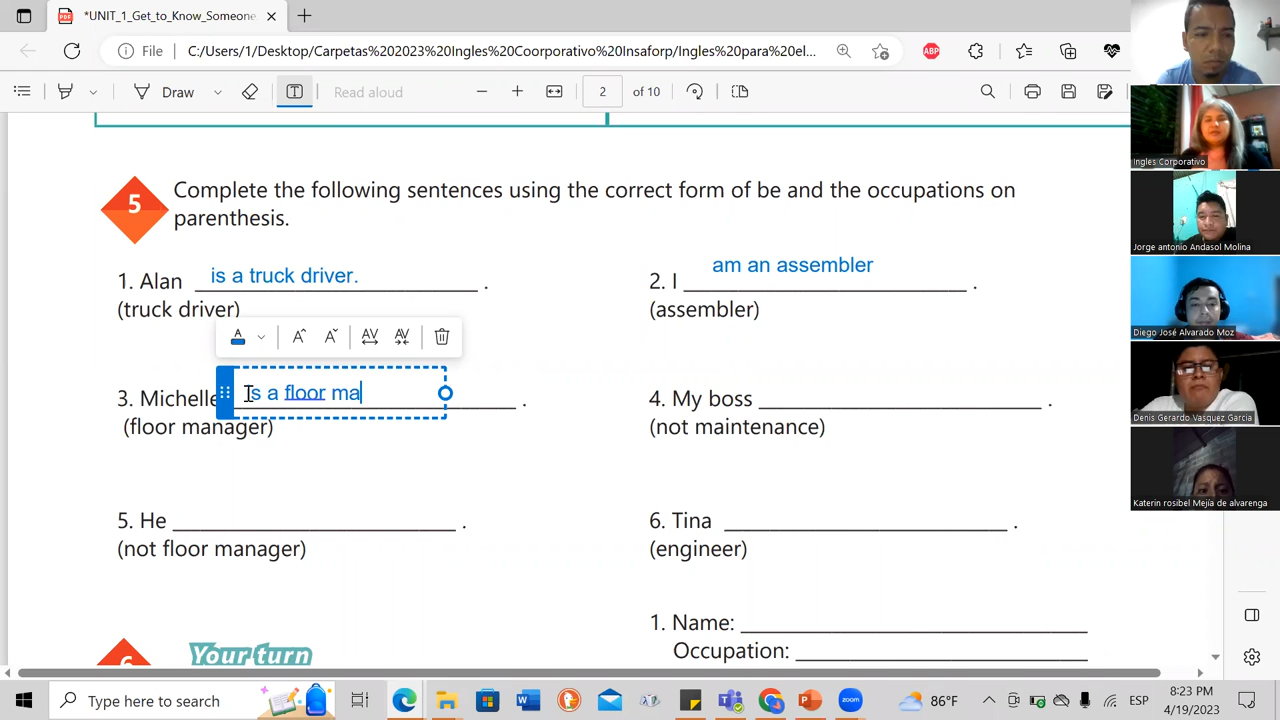 *UNIT_1_Get_to_Know_Someone
File
C:/Users/1/Desktop/Carpetas%202023%20Ingles%20Coorporativo%20Insaforp/Ingles%20para%20el...
ABP
Draw
Read aloud
2
of 10
5
Complete the following sentences using the correct form of be and the occupations on
parenthesis.
1. Alan is a truck driver. .
(truck driver)
2. I am an assembler .
(assembler)
3. Michelle is a floor ma .
(floor manager)
4. My boss .
(not maintenance)
5. He .
(not floor manager)
6. Tina .
(engineer)
6
Your turn
1. Name:
Occupation:
Ingles Corporativo
Jorge antonio Andasol Molina
Diego José Alvarado Moz
Denis Gerardo Vasquez Garcia
Katerin rosibel Mejía de alvarenga
Type here to search
zoom
86°F
ESP
8:23 PM
4/19/2023